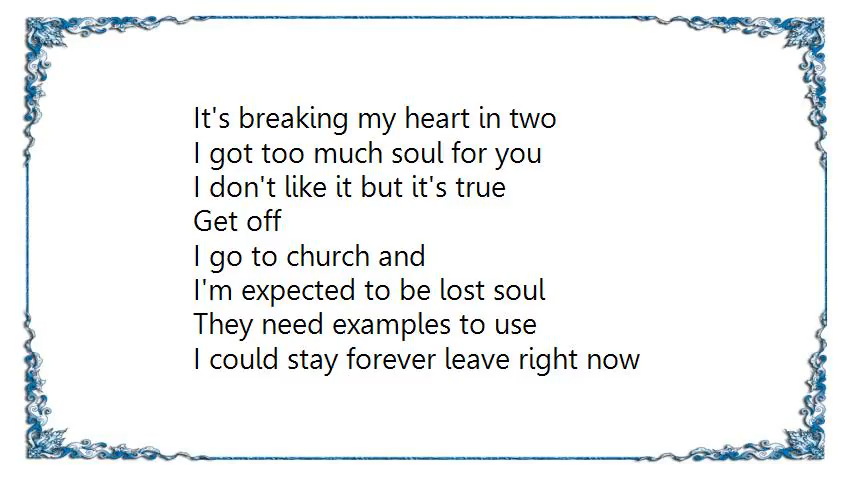 It's breaking my heart in two
I got too much soul for you
I don't like it but it's true
Get off
I go to church and
I'm expected to be lost soul
They need examples to use
I could stay forever leave right now